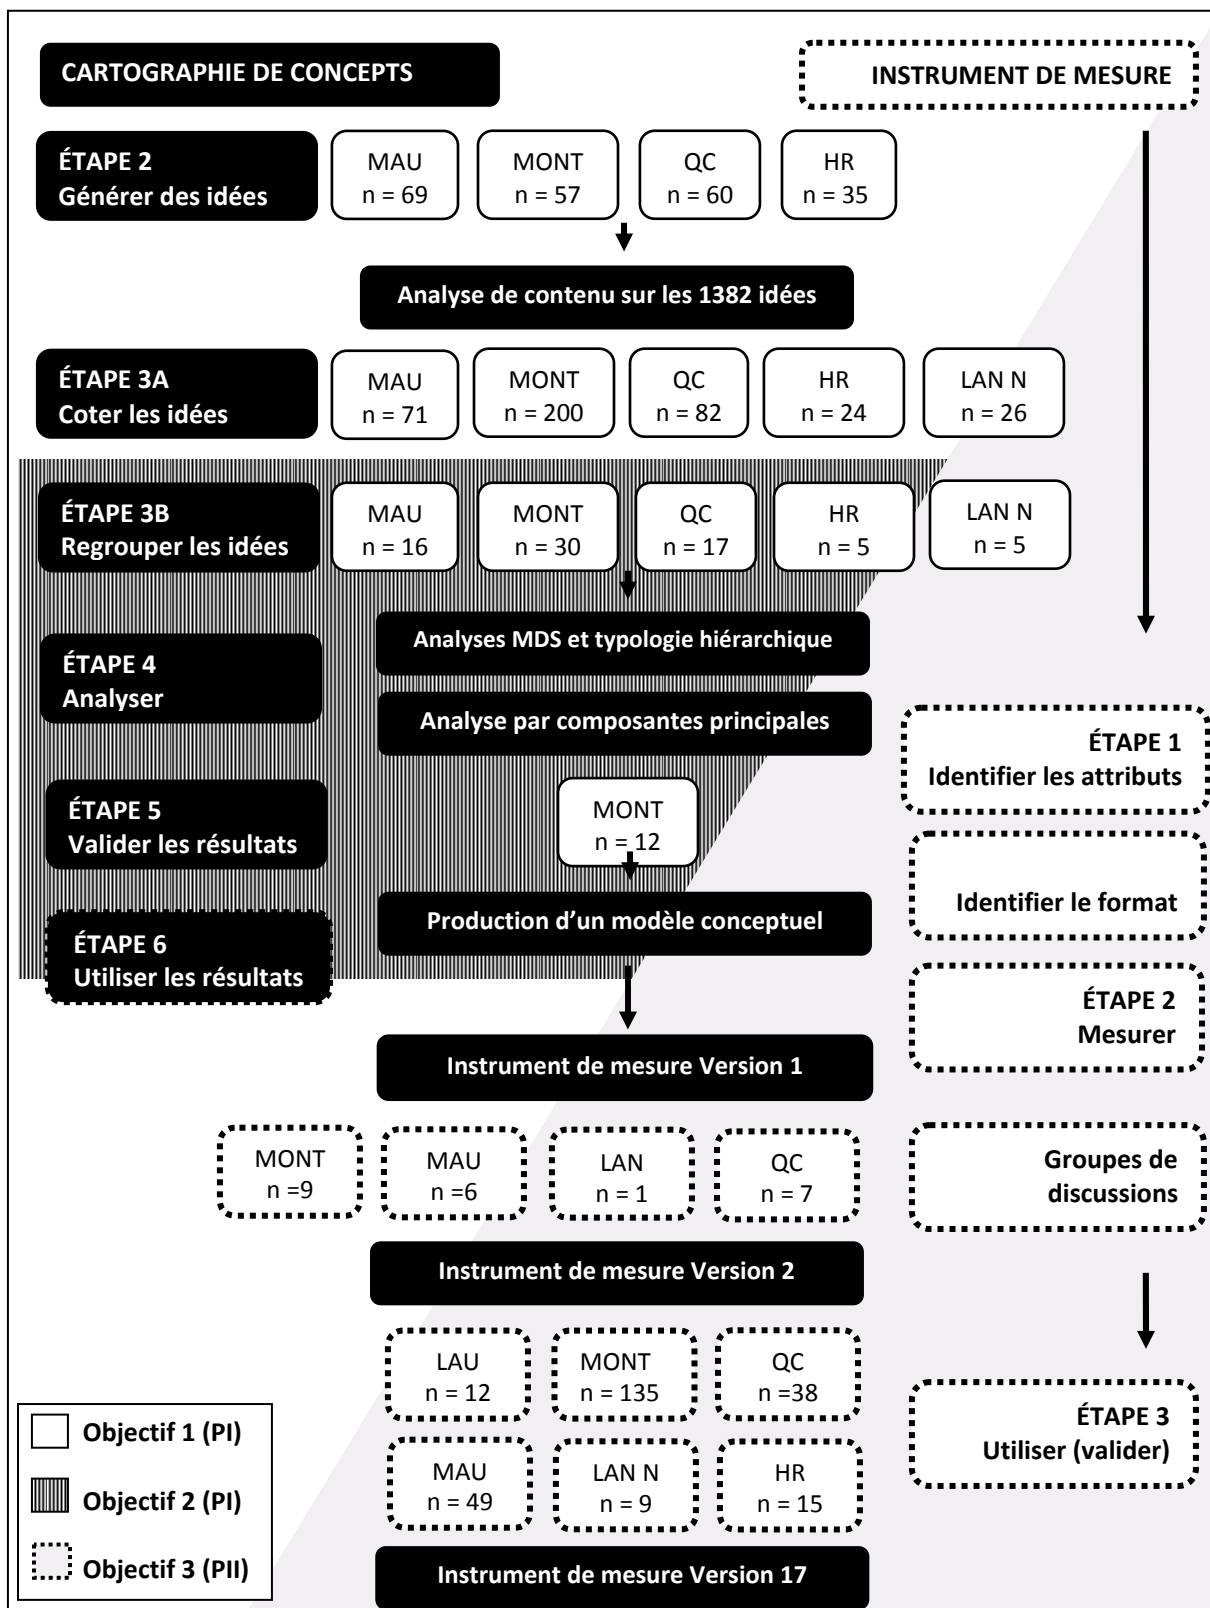 CARTOGRAPHIE DE CONCEPTS
INSTRUMENT DE MESURE
ÉTAPE 2
Générer des idées
MAU
n = 69
MONT
n = 57
QC
n = 60
HR
n = 35
Analyse de contenu sur les 1382 idées
ÉTAPE 3A
Coter les idées
MAU
n = 71
MONT
n = 200
QC
n = 82
HR
n = 24
LAN N
n = 26
ÉTAPE 3B
Regrouper les idées
MAU
n = 16
MONT
n = 30
QC
n = 17
HR
n = 5
LAN N
n = 5
ÉTAPE 4
Analyser
Analyses MDS et typologie hiérarchique
Analyse par composantes principales
ÉTAPE 1
Identifier les attributs
ÉTAPE 5
Valider les résultats
MONT
n = 12
Identifier le format
ÉTAPE 6
Utiliser les résultats
Production d’un modèle conceptuel
ÉTAPE 2
Mesurer
Instrument de mesure Version 1
MONT
n =9
MAU
n =6
LAN
n = 1
QC
n = 7
Groupes de
discussions
Instrument de mesure Version 2
LAU
n = 12
MONT
n = 135
QC
n =38
ÉTAPE 3
Utiliser (valider)
MAU
n = 49
LAN N
n = 9
HR
n = 15
Instrument de mesure Version 17
Objectif 1 (PI)
Objectif 2 (PI)
Objectif 3 (PII)